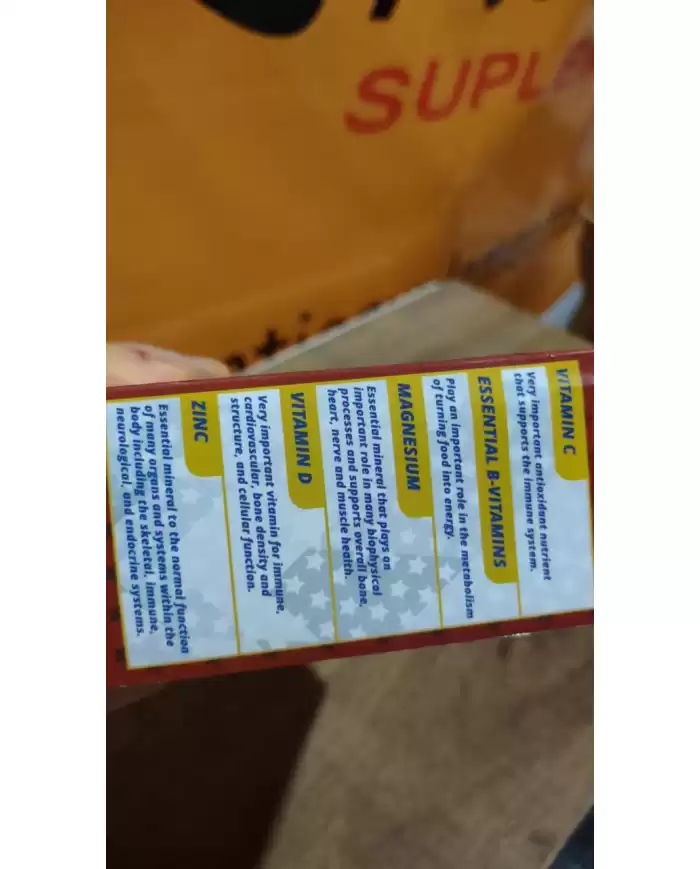 SUPL
VITAMIN C
Very important antioxidant nutrient
that supports the immune system.
ESSENTIAL B-VITAMINS
Play an important role in the metabolism
of turning food into energy.
MAGNESIUM
Essential mineral that plays an
important role in many biophysical
processes and supports overall bone,
heart, nerve and muscle health.
VITAMIN D
Very important vitamin for immune,
cardiovascular, bone density and
structure, and cellular function.
ZINC
Essential mineral to the normal function
of many organs and systems within the
body including the skeletal, immune,
neurological, and endocrine systems.